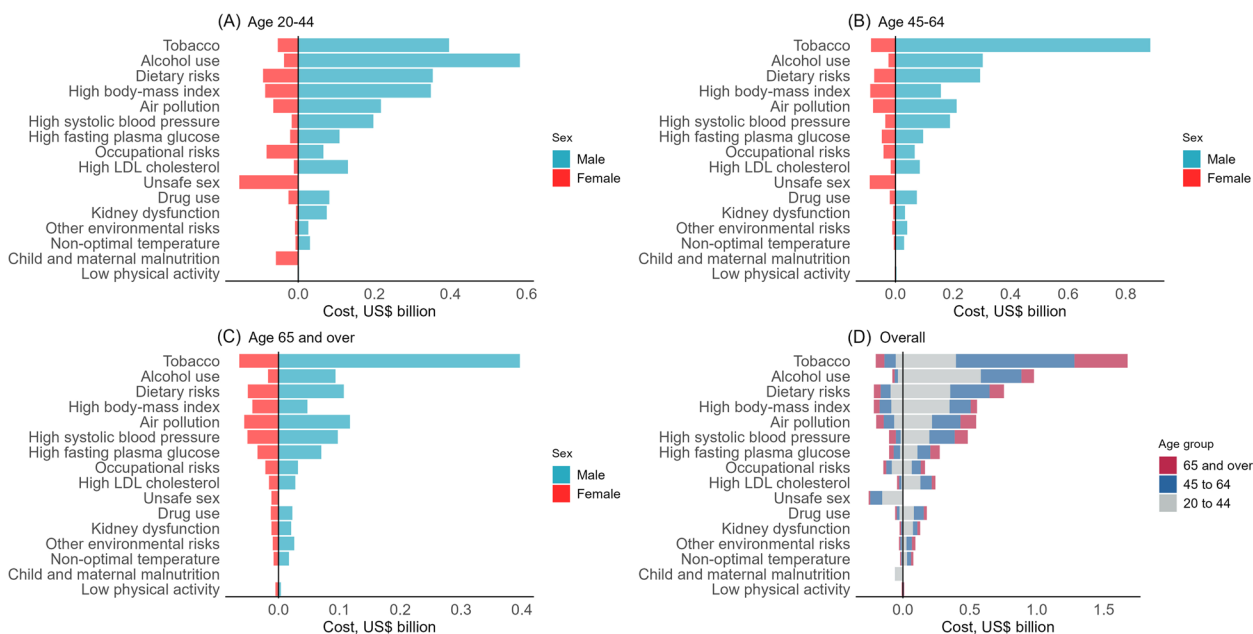 (A) Age 20-44
Tobacco
Alcohol use
Dietary risks
High body-mass index
Air pollution
High systolic blood pressure
High fasting plasma glucose
Occupational risks
High LDL cholesterol
Unsafe sex
Drug use
Kidney dysfunction
Other environmental risks
Non-optimal temperature
Child and maternal malnutrition
Low physical activity
0.0 0.2 0.4 0.6
Cost, US$ billion
Sex
Male
Female
(B) Age 45-64
Tobacco
Alcohol use
Dietary risks
High body-mass index
Air pollution
High systolic blood pressure
High fasting plasma glucose
Occupational risks
High LDL cholesterol
Unsafe sex
Drug use
Kidney dysfunction
Other environmental risks
Non-optimal temperature
Child and maternal malnutrition
Low physical activity
0.0 0.2 0.4 0.6 0.8
Cost, US$ billion
Sex
Male
Female
(C) Age 65 and over
Tobacco
Alcohol use
Dietary risks
High body-mass index
Air pollution
High systolic blood pressure
High fasting plasma glucose
Occupational risks
High LDL cholesterol
Unsafe sex
Drug use
Kidney dysfunction
Other environmental risks
Non-optimal temperature
Child and maternal malnutrition
Low physical activity
0.0 0.1 0.2 0.3 0.4
Cost, US$ billion
Sex
Male
Female
(D) Overall
Tobacco
Alcohol use
Dietary risks
High body-mass index
Air pollution
High systolic blood pressure
High fasting plasma glucose
Occupational risks
High LDL cholesterol
Unsafe sex
Drug use
Kidney dysfunction
Other environmental risks
Non-optimal temperature
Child and maternal malnutrition
Low physical activity
0.0 0.5 1.0 1.5
Cost, US$ billion
Age group
65 and over
45 to 64
20 to 44